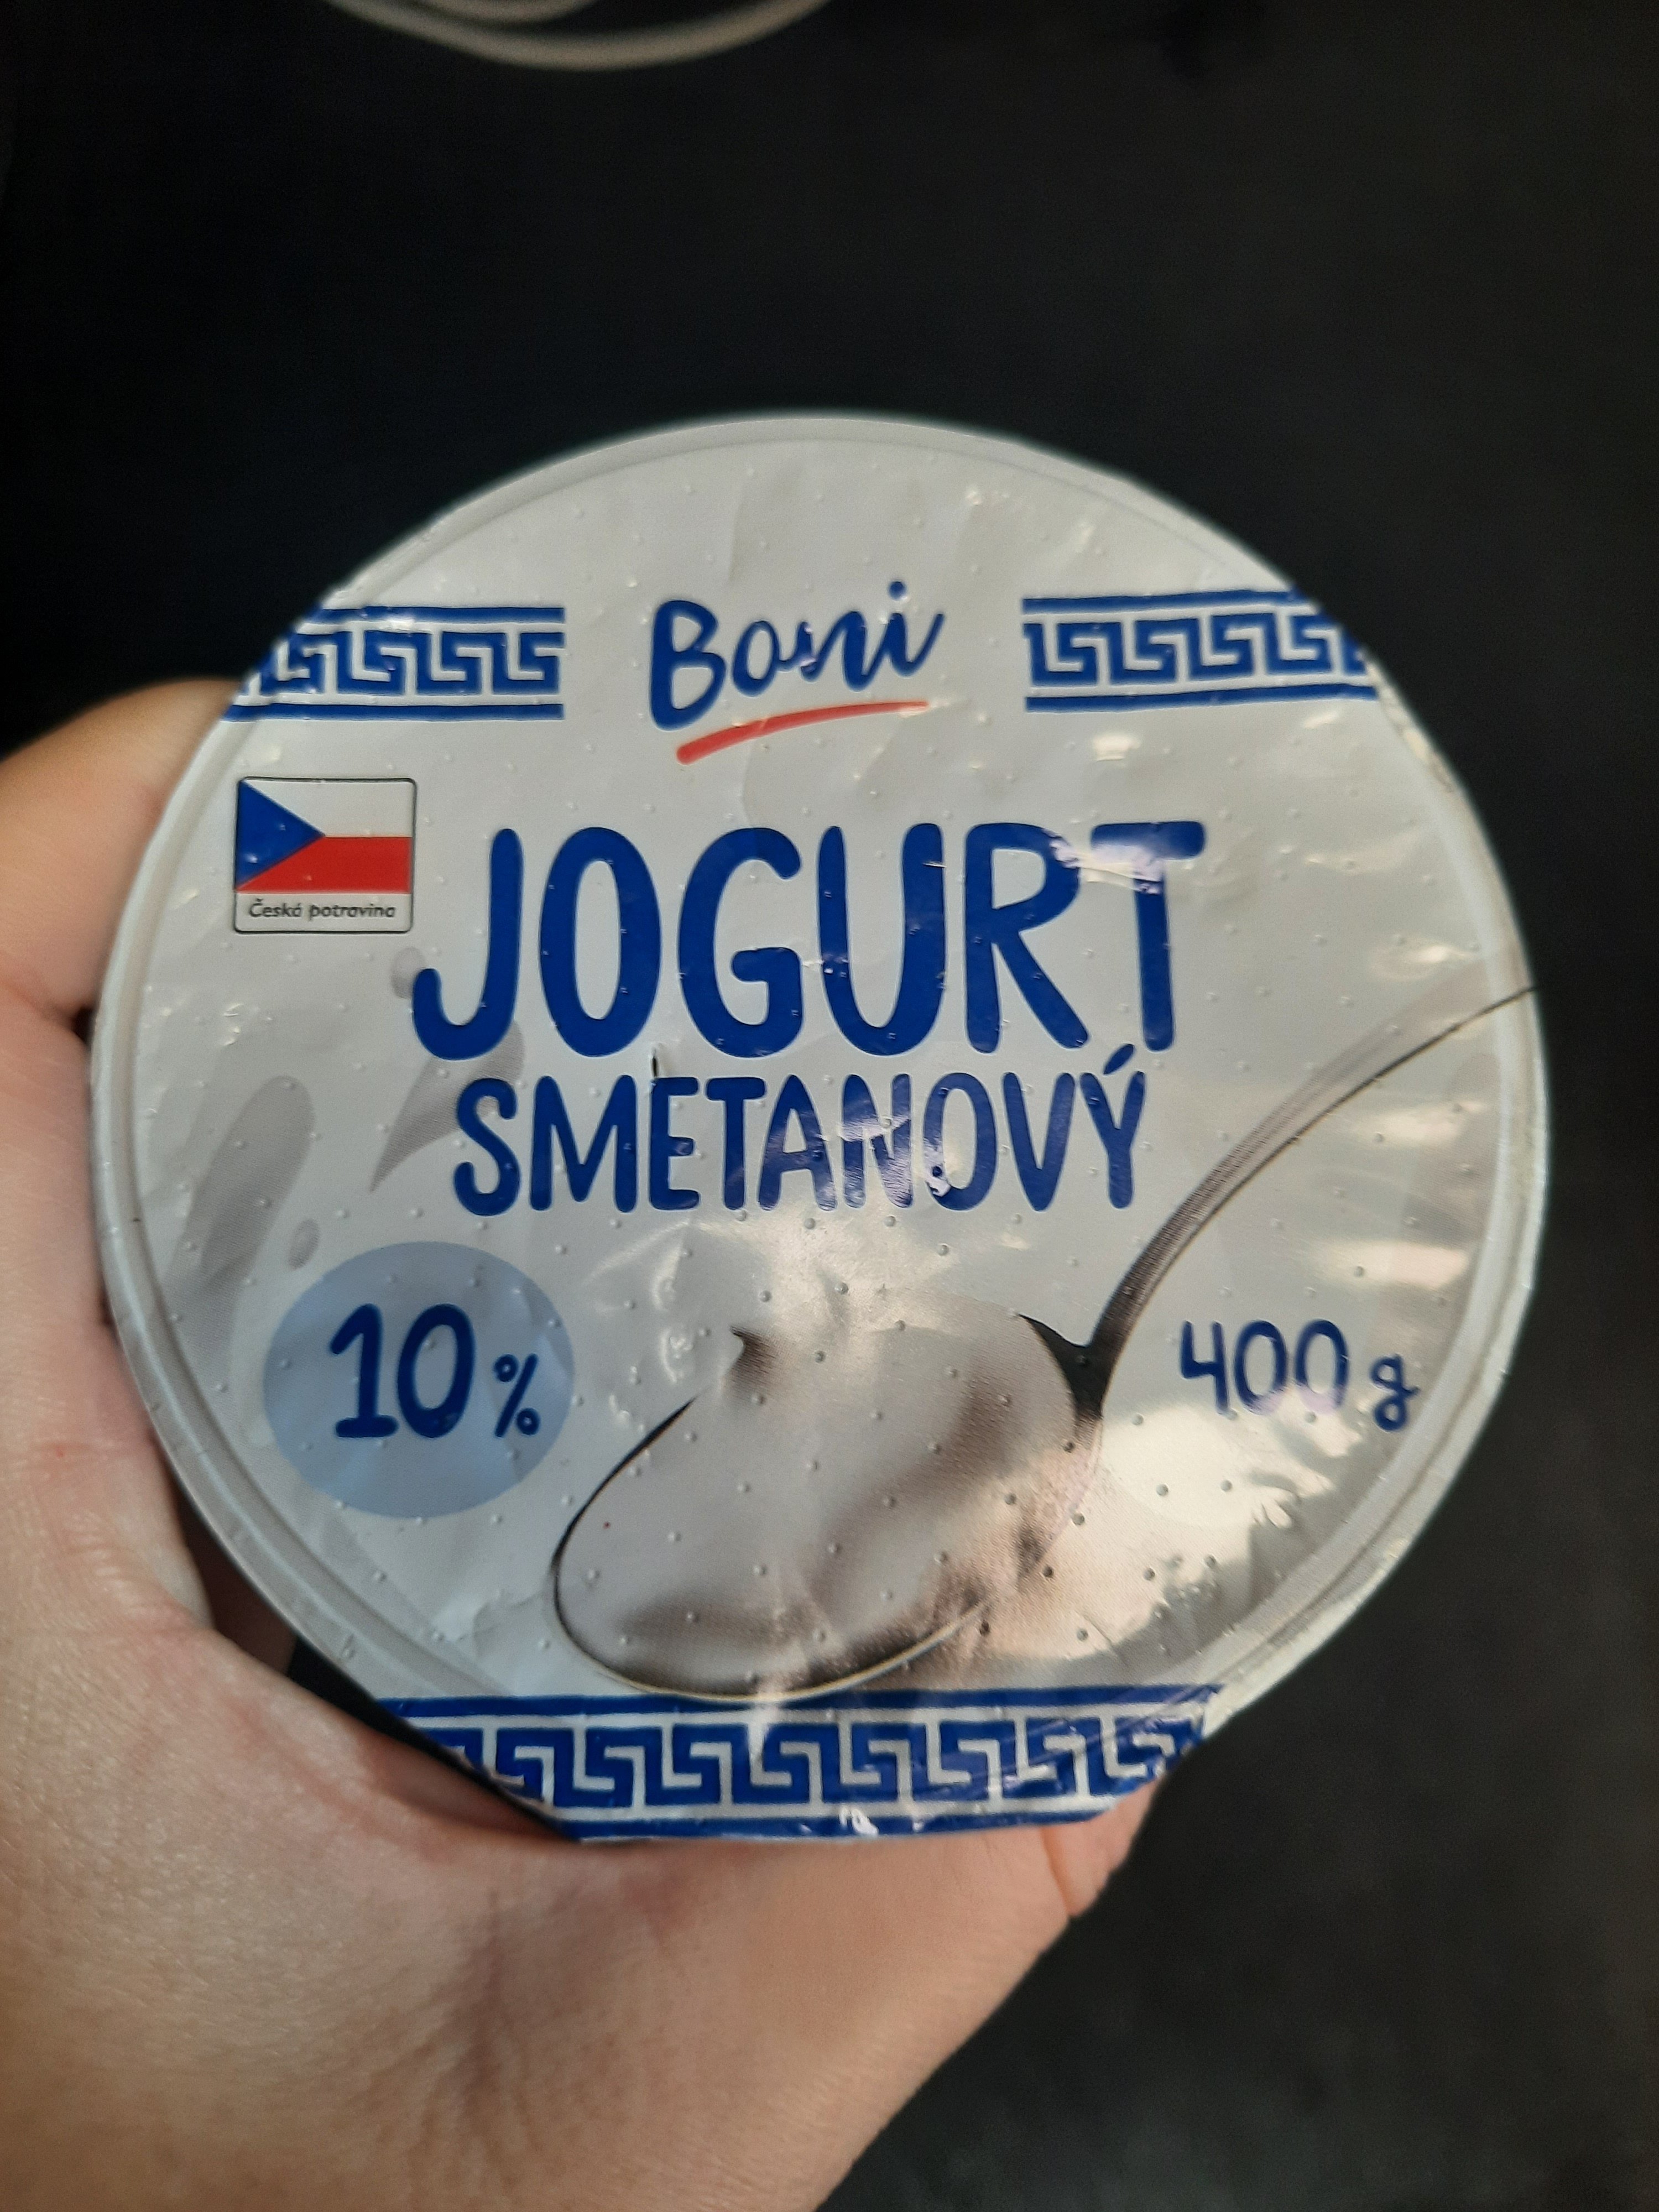 Boni
Česká potravina
JOGURT
SMETANOVÝ
10%
400 g